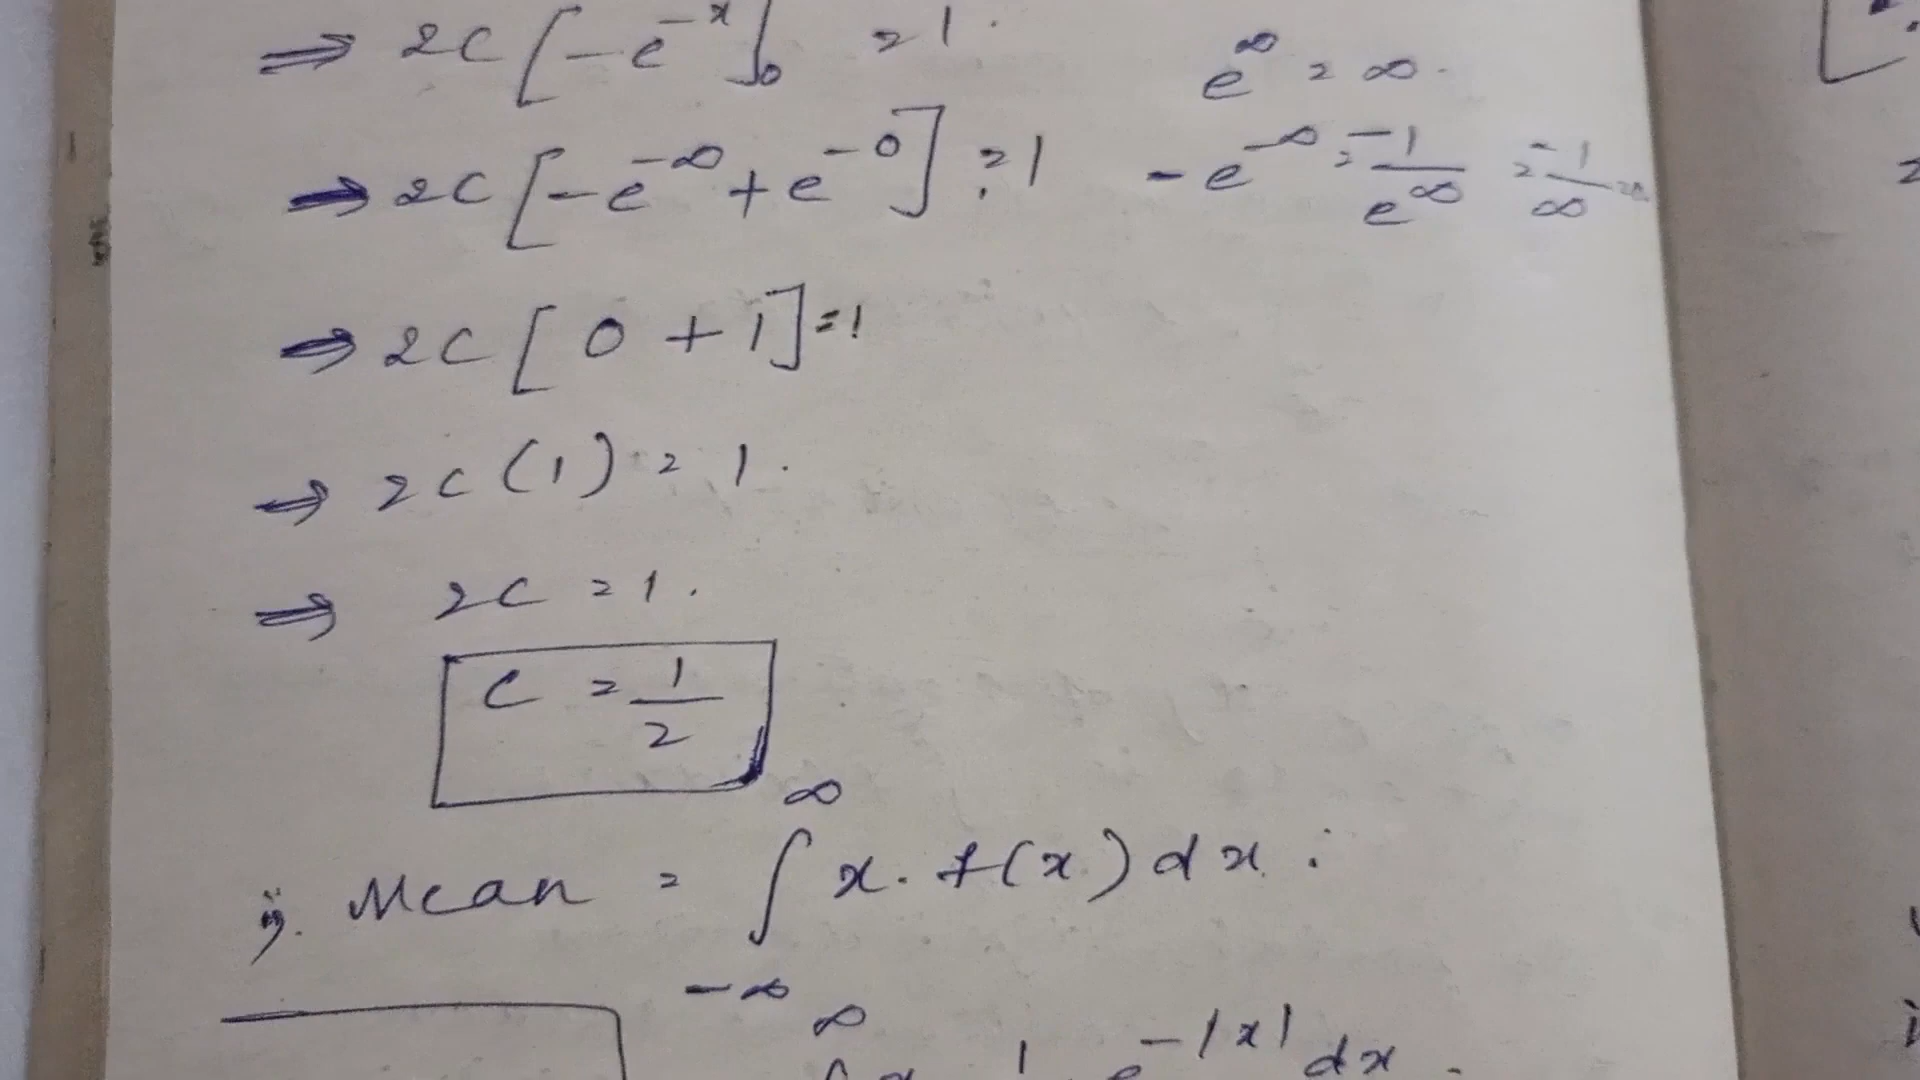 ⇒ 2C [-e^{-x}]_0 = 1.
e^∞ = ∞.
⇒ 2C [-e^{-∞} + e^{-0}] = 1
-e^{-∞} = -1/e^∞ = -1/∞
⇒ 2C [0 + 1] = 1
⇒ 2C (1) = 1.
⇒ 2C = 1.
C = 1/2
ii). Mean = ∫_{-∞}^{∞} x. f(x) dx.
∞
e^{-|x|} dx.